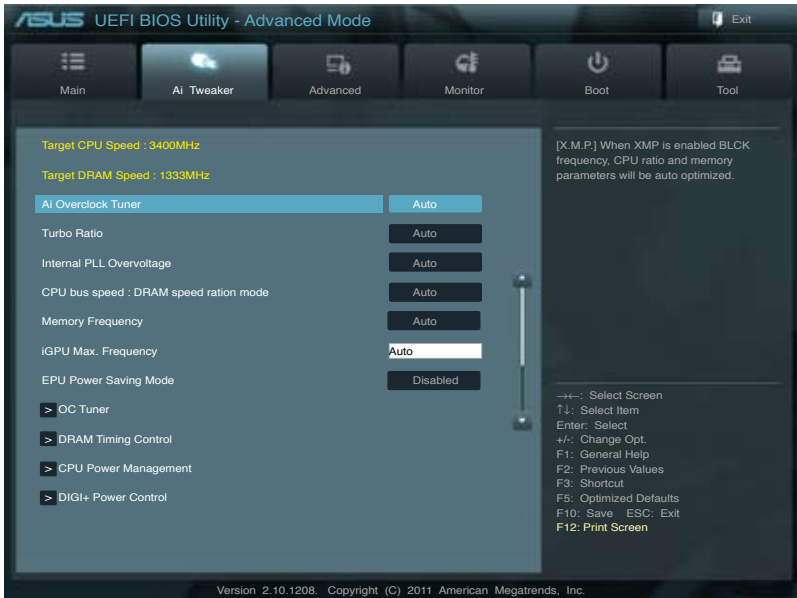 ASUS UEFI BIOS Utility - Advanced Mode
Exit
Main
Ai Tweaker
Advanced
Monitor
Boot
Tool
Target CPU Speed : 3400MHz
Target DRAM Speed : 1333MHz
Ai Overclock Tuner Auto
Turbo Ratio Auto
Internal PLL Overvoltage Auto
CPU bus speed : DRAM speed ration mode Auto
Memory Frequency Auto
iGPU Max. Frequency Auto
EPU Power Saving Mode Disabled
> OC Tuner
> DRAM Timing Control
> CPU Power Management
> DIGI+ Power Control
[X.M.P.] When XMP is enabled BLCK
frequency, CPU ratio and memory
parameters will be auto optimized.
→←: Select Screen
↑↓: Select Item
Enter: Select
+/-: Change Opt.
F1: General Help
F2: Previous Values
F3: Shortcut
F5: Optimized Defaults
F10: Save ESC: Exit
F12: Print Screen
Version 2.10.1208. Copyright (C) 2011 American Megatrends, Inc.